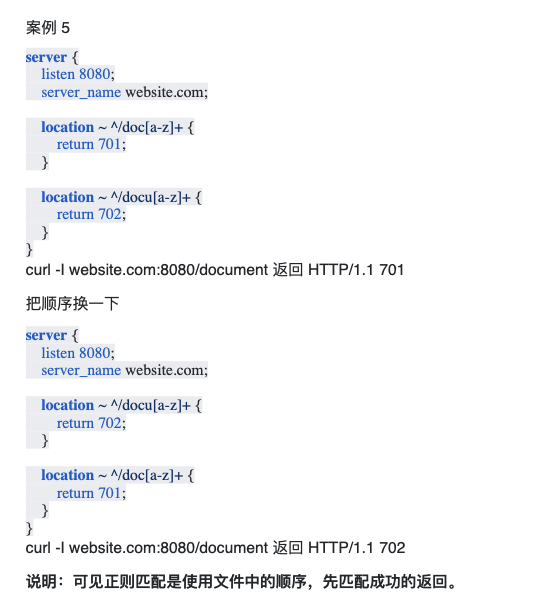 案例 5
server {
    listen 8080;
    server_name website.com;
    location ~ ^/doc[a-z]+ {
        return 701;
    }
    location ~ ^/docu[a-z]+ {
        return 702;
    }
}
curl -I website.com:8080/document 返回 HTTP/1.1 701
把顺序换一下
server {
    listen 8080;
    server_name website.com;
    location ~ ^/docu[a-z]+ {
        return 702;
    }
    location ~ ^/doc[a-z]+ {
        return 701;
    }
}
curl -I website.com:8080/document 返回 HTTP/1.1 702
说明：可见正则匹配是使用文件中的顺序，先匹配成功的返回。